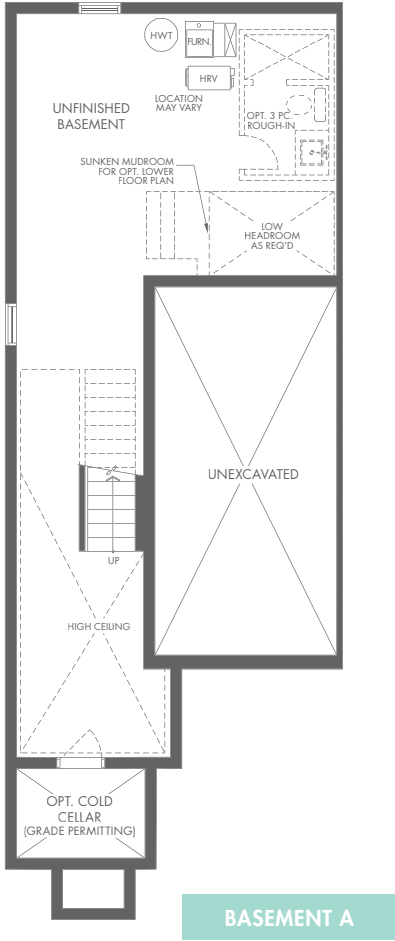 HWT
FURN.
HRV
LOCATION
MAY VARY
UNFINISHED
BASEMENT
OPT. 3 PC.
ROUGH-IN
SUNKEN MUDROOM
FOR OPT. LOWER
FLOOR PLAN
LOW
HEADROOM
AS REQ'D
UNEXCAVATED
UP
HIGH CEILING
OPT. COLD
CELLAR
(GRADE PERMITTING)
BASEMENT A